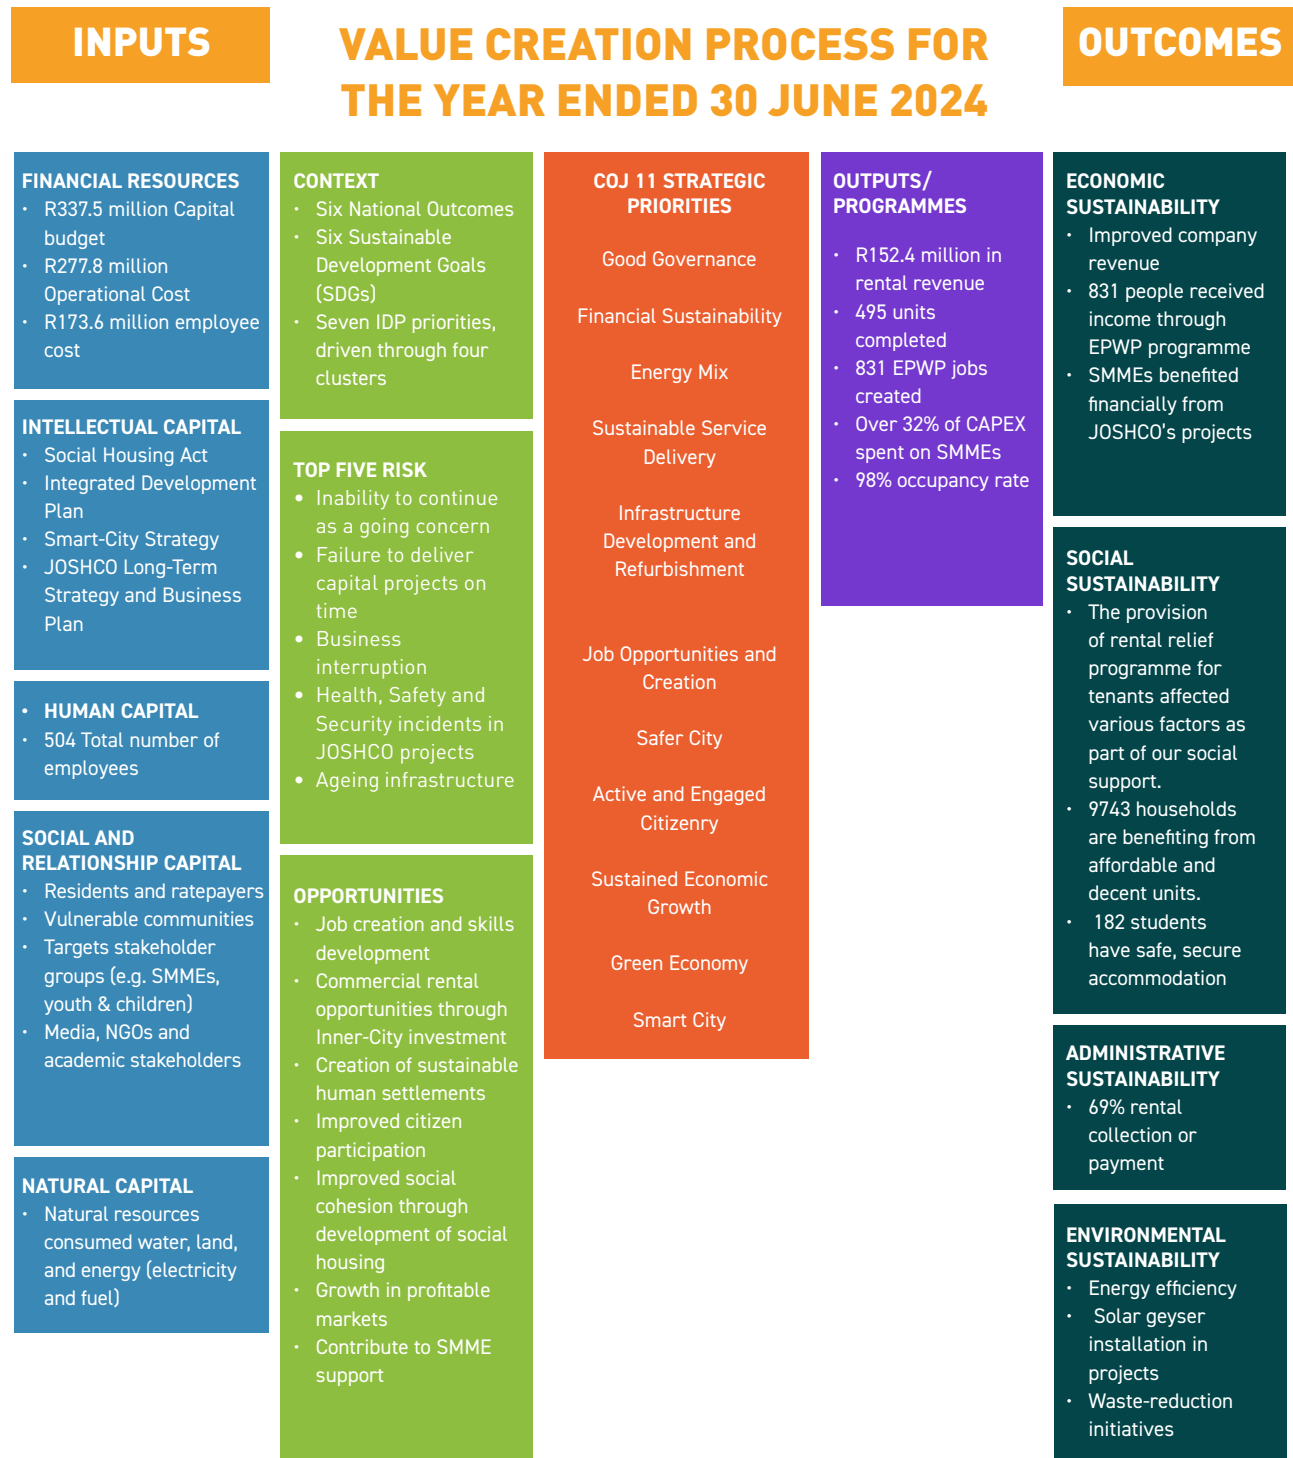 INPUTS
VALUE CREATION PROCESS FOR
THE YEAR ENDED 30 JUNE 2024
OUTCOMES
FINANCIAL RESOURCES
• R337.5 million Capital
budget
• R277.8 million
Operational Cost
• R173.6 million employee
cost
INTELLECTUAL CAPITAL
• Social Housing Act
• Integrated Development
Plan
• Smart-City Strategy
• JOSHCO Long-Term
Strategy and Business
Plan
• HUMAN CAPITAL
• 504 Total number of
employees
SOCIAL AND
RELATIONSHIP CAPITAL
• Residents and ratepayers
• Vulnerable communities
• Targets stakeholder
groups (e.g. SMMEs,
youth & children)
• Media, NGOs and
academic stakeholders
NATURAL CAPITAL
• Natural resources
consumed water, land,
and energy (electricity
and fuel)
CONTEXT
• Six National Outcomes
• Six Sustainable
Development Goals
(SDGs)
• Seven IDP priorities,
driven through four
clusters
TOP FIVE RISK
• Inability to continue
as a going concern
• Failure to deliver
capital projects on
time
• Business
interruption
• Health, Safety and
Security incidents in
JOSHCO projects
• Ageing infrastructure
OPPORTUNITIES
• Job creation and skills
development
• Commercial rental
opportunities through
Inner-City investment
• Creation of sustainable
human settlements
• Improved citizen
participation
• Improved social
cohesion through
development of social
housing
• Growth in profitable
markets
• Contribute to SMME
support
COJ 11 STRATEGIC
PRIORITIES
Good Governance
Financial Sustainability
Energy Mix
Sustainable Service
Delivery
Infrastructure
Development and
Refurbishment
Job Opportunities and
Creation
Safer City
Active and Engaged
Citizenry
Sustained Economic
Growth
Green Economy
Smart City
OUTPUTS/
PROGRAMMES
• R152.4 million in
rental revenue
• 495 units
completed
• 831 EPWP jobs
created
• Over 32% of CAPEX
spent on SMMEs
• 98% occupancy rate
ECONOMIC
SUSTAINABILITY
• Improved company
revenue
• 831 people received
income through
EPWP programme
• SMMEs benefited
financially from
JOSHCO's projects
SOCIAL
SUSTAINABILITY
• The provision
of rental relief
programme for
tenants affected
various factors as
part of our social
support.
• 9743 households
are benefiting from
affordable and
decent units.
• 182 students
have safe, secure
accommodation
ADMINISTRATIVE
SUSTAINABILITY
• 69% rental
collection or
payment
ENVIRONMENTAL
SUSTAINABILITY
• Energy efficiency
• Solar geyser
installation in
projects
• Waste-reduction
initiatives